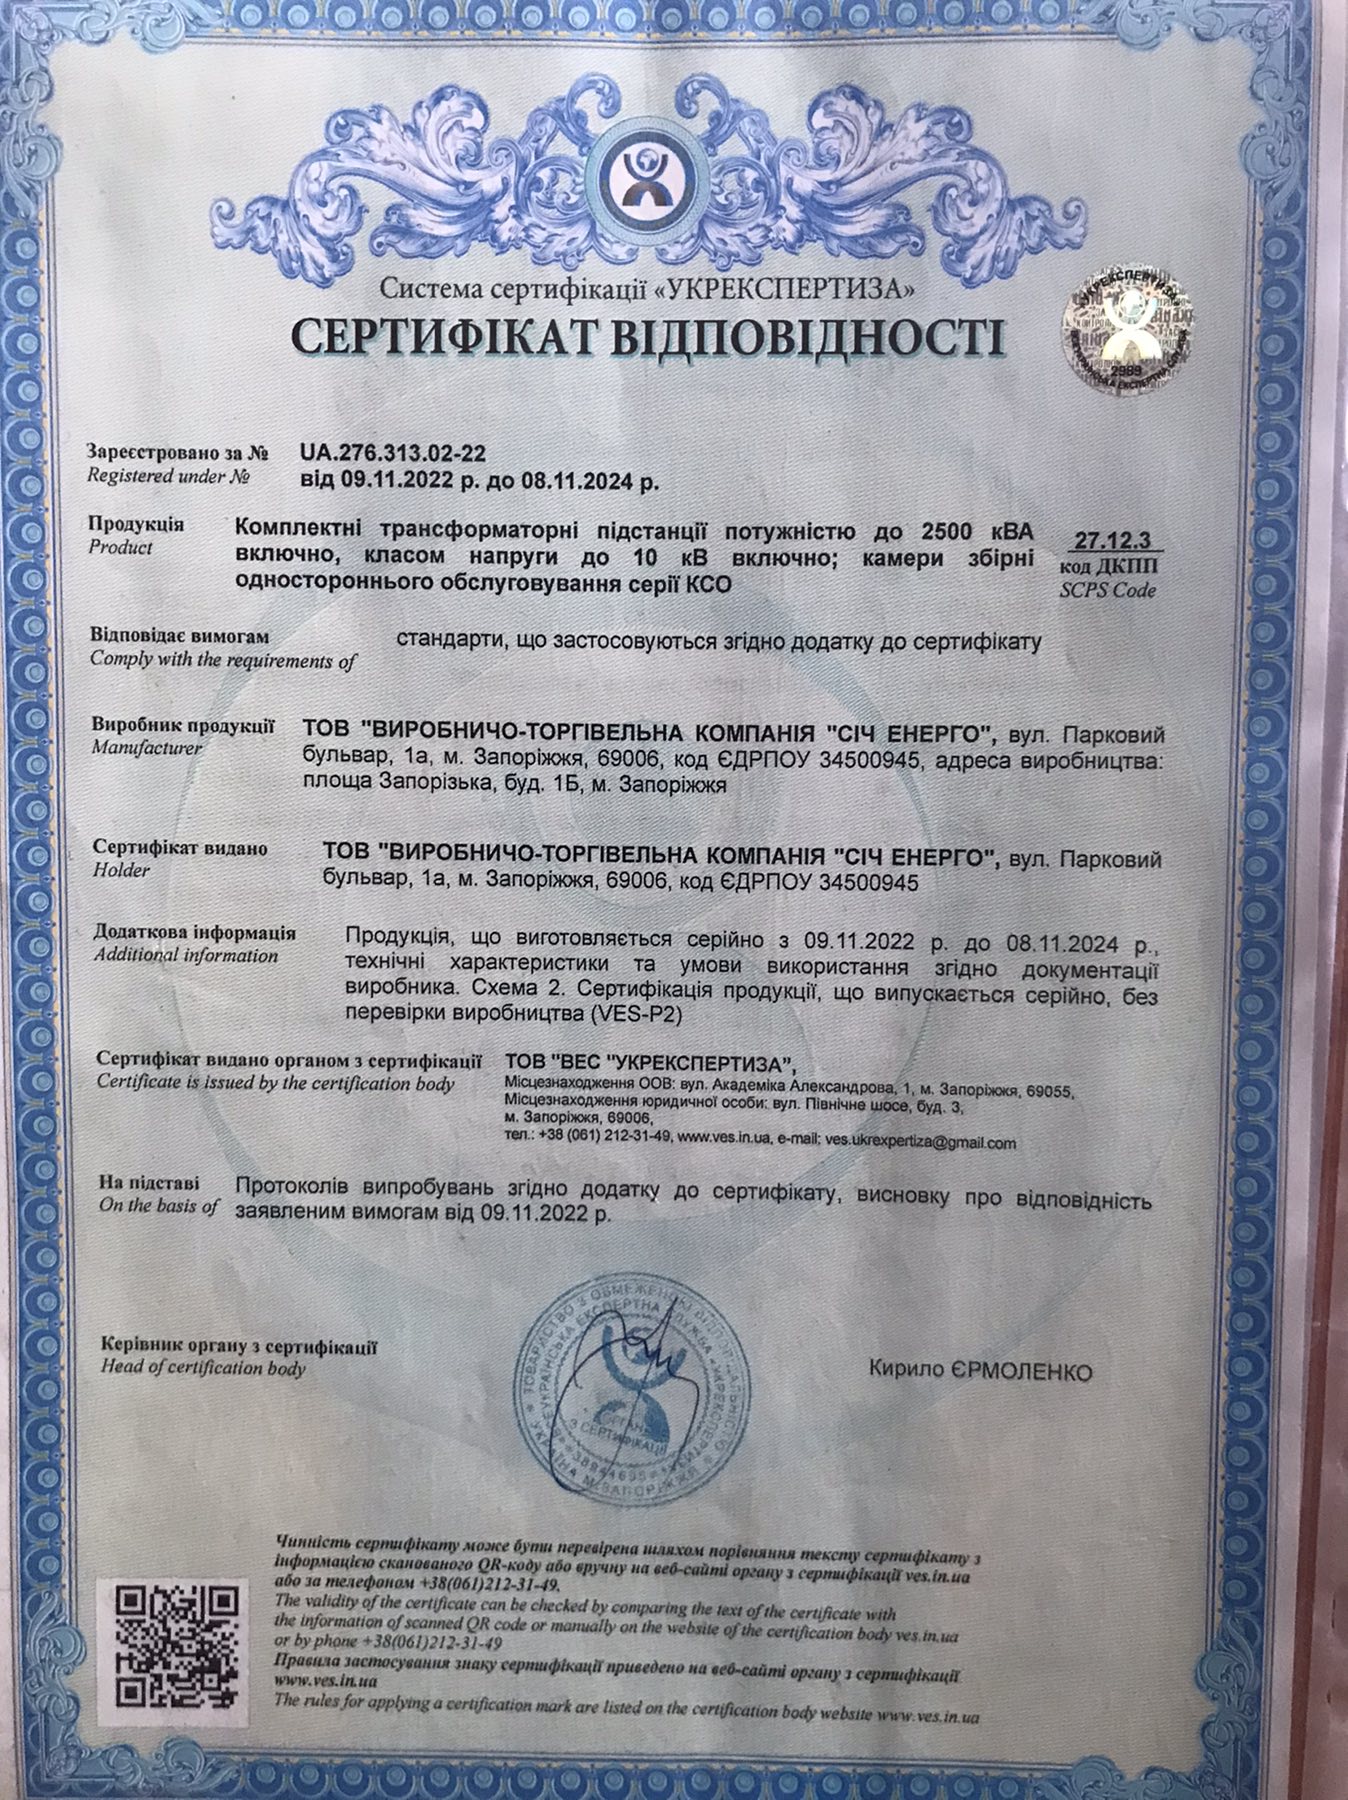 Система сертифікації «УКРЕКСПЕРТИЗА»
СЕРТИФІКАТ ВІДПОВІДНОСТІ
УКРЕКСПЕРТИЗА
2989
Зареєстровано за № UA.276.313.02-22
Registered under № від 09.11.2022 р. до 08.11.2024 р.
Продукція Комплектні трансформаторні підстанції потужністю до 2500 кВА
Product включно, класом напруги до 10 кВ включно; камери збірні
одностороннього обслуговування серії КСО
27.12.3
код ДКПП
SCPS Code
Відповідає вимогам стандарти, що застосовуються згідно додатку до сертифікату
Comply with the requirements of
Виробник продукції ТОВ "ВИРОБНИЧО-ТОРГІВЕЛЬНА КОМПАНІЯ "СІЧ ЕНЕРГО", вул. Парковий
Manufacturer бульвар, 1а, м. Запоріжжя, 69006, код ЄДРПОУ 34500945, адреса виробництва:
площа Запорізька, буд. 1Б, м. Запоріжжя
Сертифікат видано ТОВ "ВИРОБНИЧО-ТОРГІВЕЛЬНА КОМПАНІЯ "СІЧ ЕНЕРГО", вул. Парковий
Holder бульвар, 1а, м. Запоріжжя, 69006, код ЄДРПОУ 34500945
Додаткова інформація Продукція, що виготовляється серійно з 09.11.2022 р. до 08.11.2024 р.,
Additional information технічні характеристики та умови використання згідно документації
виробника. Схема 2. Сертифікація продукції, що випускається серійно, без
перевірки виробництва (VES-P2)
Сертифікат видано органом з сертифікації ТОВ "ВЕС "УКРЕКСПЕРТИЗА",
Certificate is issued by the certification body Місцезнаходження ООВ: вул. Академіка Александрова, 1, м. Запоріжжя, 69055,
Місцезнаходження юридичної особи: вул. Північне шосе, буд. 3,
м. Запоріжжя, 69006,
тел.: +38 (061) 212-31-49, www.ves.in.ua, e-mail: ves.ukrexpertiza@gmail.com
На підставі Протоколів випробувань згідно додатку до сертифікату, висновку про відповідність
On the basis of заявленим вимогам від 09.11.2022 р.
Керівник органу з сертифікації
Head of certification body
Кирило ЄРМОЛЕНКО
ОРГАН
З СЕРТИФІКАЦІЇ
Чинність сертифікату може бути перевірена шляхом порівняння тексту сертифікату з
інформацією сканованого QR-коду або вручну на веб-сайті органу з сертифікації ves.in.ua
або за телефоном +38(061)212-31-49.
The validity of the certificate can be checked by comparing the text of the certificate with
the information of scanned QR code or manually on the website of the certification body ves.in.ua
or by phone +38(061)212-31-49
Правила застосування знаку сертифікації приведено на веб-сайті органу з сертифікації
www.ves.in.ua
The rules for applying a certification mark are listed on the certification body website www.ves.in.ua